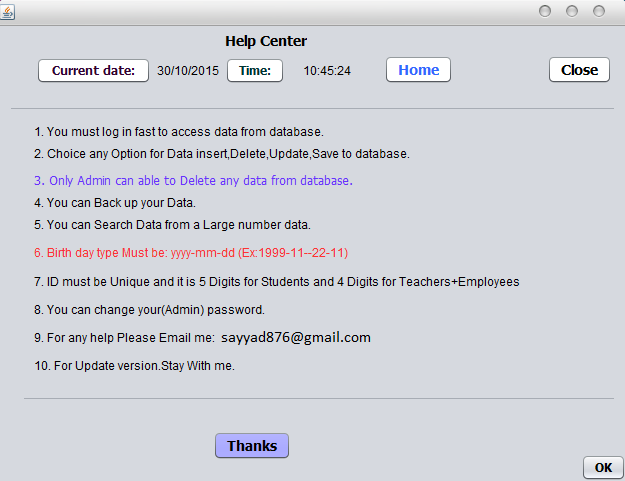 Help Center
Current date: 30/10/2015 Time: 10:45:24 Home Close
1. You must log in fast to access data from database.
2. Choice any Option for Data insert,Delete,Update,Save to database.
3. Only Admin can able to Delete any data from database.
4. You can Back up your Data.
5. You can Search Data from a Large number data.
6. Birth day type Must be: yyyy-mm-dd (Ex:1999-11--22-11)
7. ID must be Unique and it is 5 Digits for Students and 4 Digits for Teachers+Employees
8. You can change your(Admin) password.
9. For any help Please Email me: sayyad876@gmail.com
10. For Update version.Stay With me.
Thanks
OK